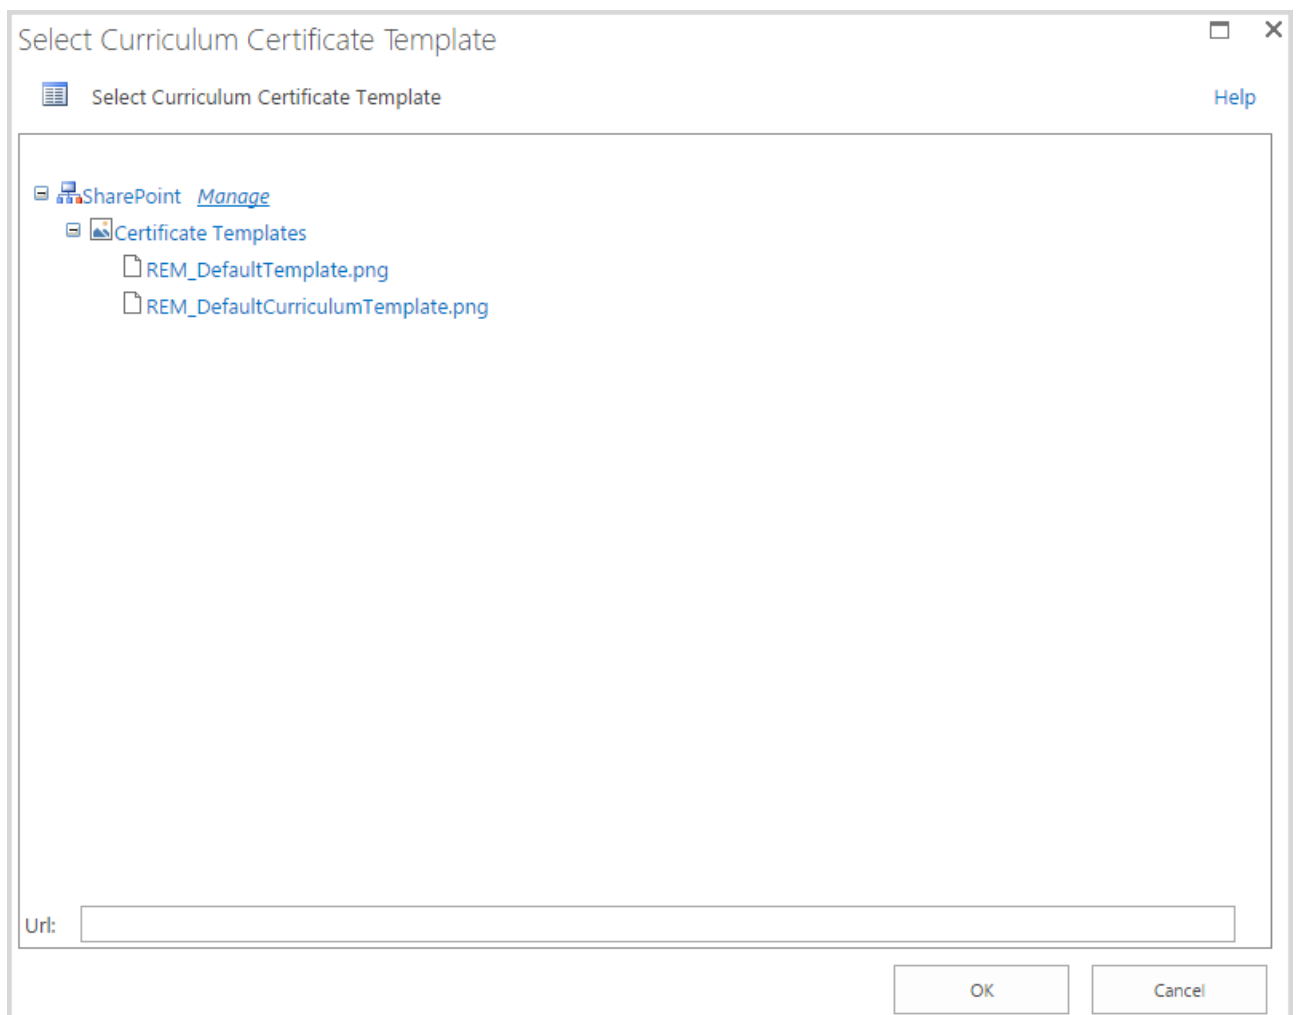 Select Curriculum Certificate Template
Select Curriculum Certificate Template Help
SharePoint Manage
Certificate Templates
REM_DefaultTemplate.png
REM_DefaultCurriculumTemplate.png
Url:
OK Cancel